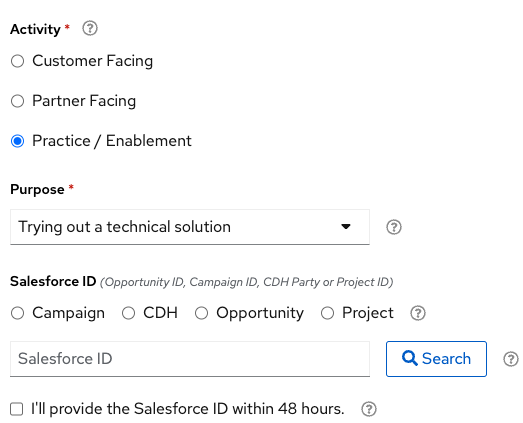 Activity *
Customer Facing
Partner Facing
Practice / Enablement
Purpose *
Trying out a technical solution
Salesforce ID (Opportunity ID, Campaign ID, CDH Party or Project ID)
Campaign CDH Opportunity Project
Salesforce ID Search
I'll provide the Salesforce ID within 48 hours.